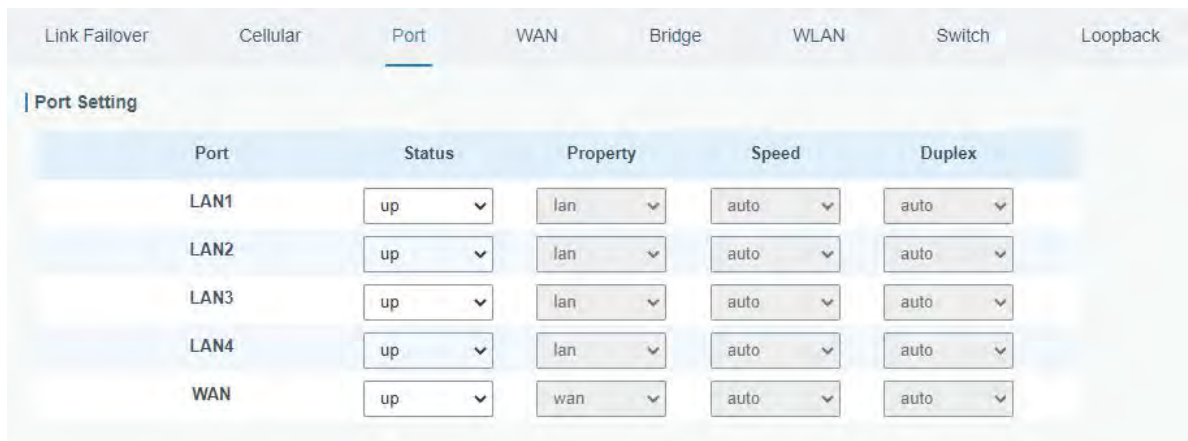 Link Failover Cellular Port WAN Bridge WLAN Switch Loopback
Port Setting
Port Status Property Speed Duplex
LAN1 up lan auto auto
LAN2 up lan auto auto
LAN3 up lan auto auto
LAN4 up lan auto auto
WAN up wan auto auto